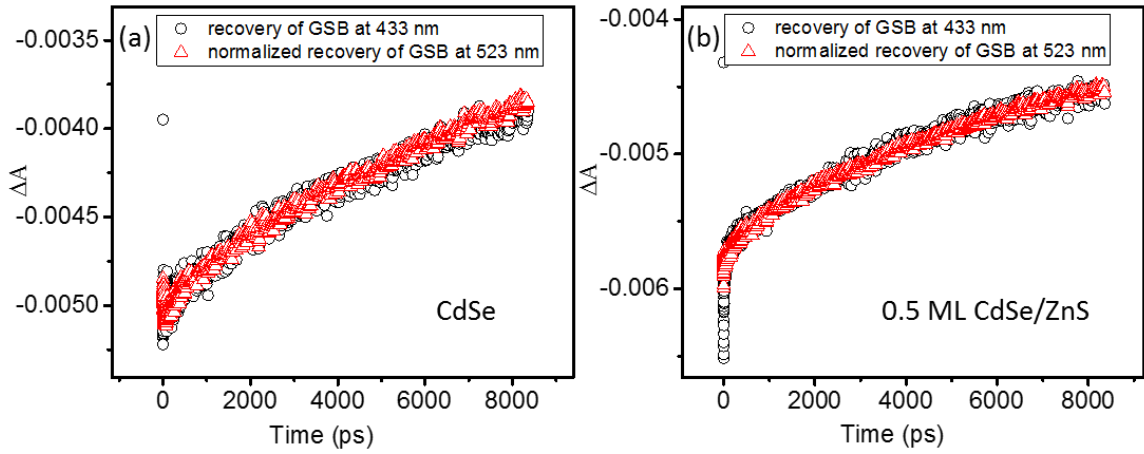 (a)
recovery of GSB at 433 nm
normalized recovery of GSB at 523 nm
-0.0035
-0.0040
-0.0045
-0.0050
ΔA
CdSe
0 2000 4000 6000 8000
Time (ps)
(b)
recovery of GSB at 433 nm
normalized recovery of GSB at 523 nm
-0.004
-0.005
-0.006
ΔA
0.5 ML CdSe/ZnS
0 2000 4000 6000 8000
Time (ps)